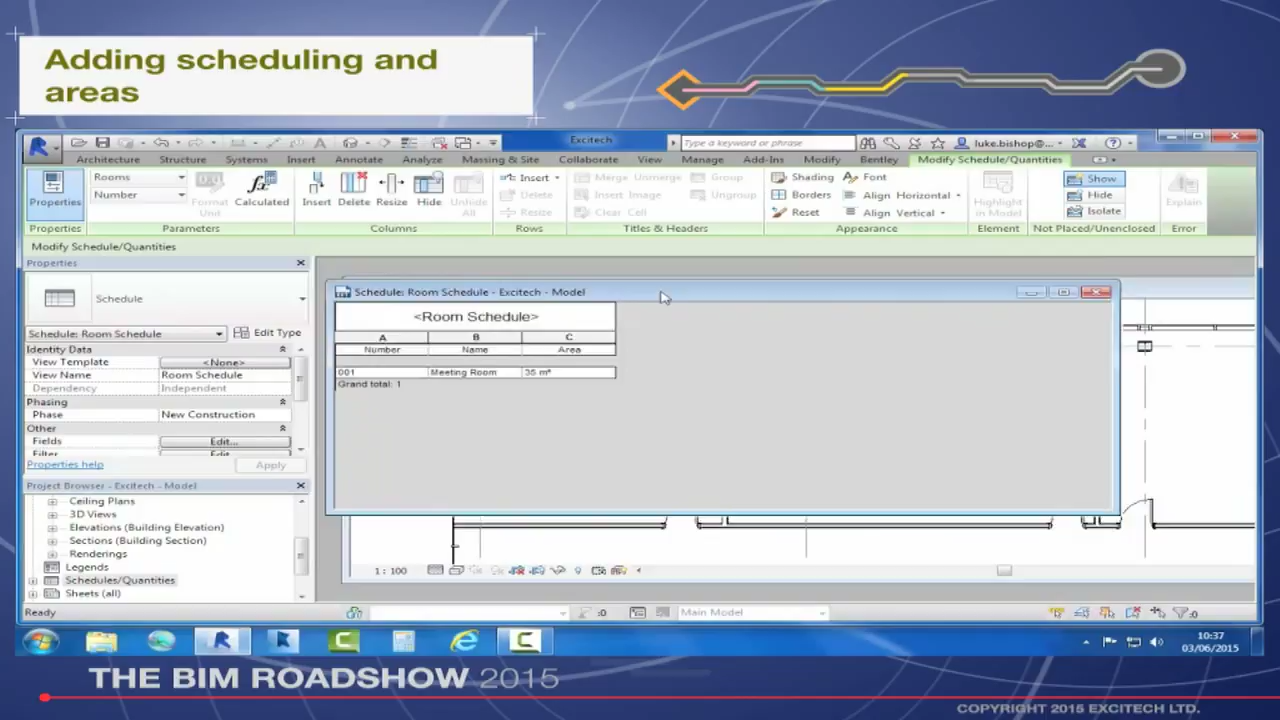 Adding scheduling and
areas
Excitech
Type a keyword or phrase
luke.bishop@...
Architecture Structure Systems Insert Annotate Analyze Massing & Site Collaborate View Manage Add-Ins Modify Bentley Modify Schedule/Quantities
Properties
Rooms
Number
Format
Unit
Calculated
Insert Delete Resize Hide Unhide
All
Insert
Delete
Resize
Merge Unmerge
Insert Image
Clear Cell
Group
Ungroup
Shading
Borders
Reset
Font
Align Horizontal
Align Vertical
Highlight
in Model
Show
Hide
Isolate
Explain
Properties Parameters Columns Rows Titles & Headers Appearance Element Not Placed/Unenclosed Error
Modify Schedule/Quantities
Properties
Schedule
Schedule: Room Schedule
Edit Type
Identity Data
View Template <None>
View Name Room Schedule
Dependency Independent
Phasing
Phase New Construction
Other
Fields Edit...
Filter Edit...
Properties help
Apply
Project Browser - Excitech - Model
Ceiling Plans
3D Views
Elevations (Building Elevation)
Sections (Building Section)
Renderings
Legends
Schedules/Quantities
Sheets (all)
Schedule: Room Schedule - Excitech - Model
<Room Schedule>
A B C
Number Name Area
001 Meeting Room 35 m²
Grand total: 1
1 : 100
Ready
:0
Main Model
:0
10:37
03/06/2015
THE BIM ROADSHOW 2015
COPYRIGHT 2015 EXCITECH LTD.